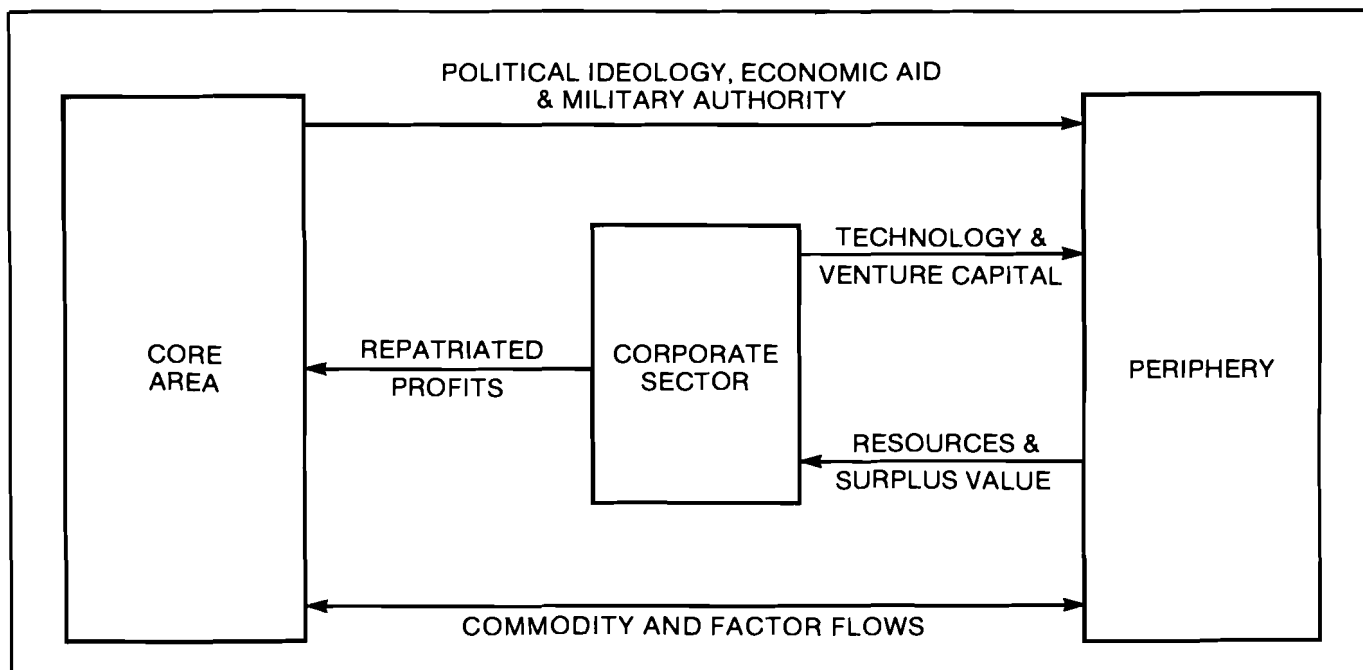 POLITICAL IDEOLOGY, ECONOMIC AID
& MILITARY AUTHORITY
TECHNOLOGY &
VENTURE CAPITAL
CORE
AREA
REPATRIATED
PROFITS
CORPORATE
SECTOR
PERIPHERY
RESOURCES &
SURPLUS VALUE
COMMODITY AND FACTOR FLOWS